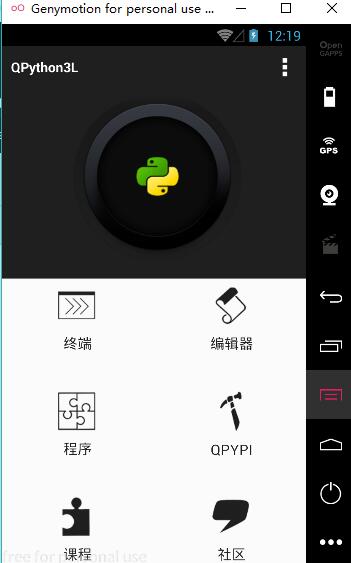 Genymotion for personal use ...
Open
GAPPS
12:19
QPython3L
GPS
终端
编辑器
程序
QPYPI
课程
社区
free for personal use